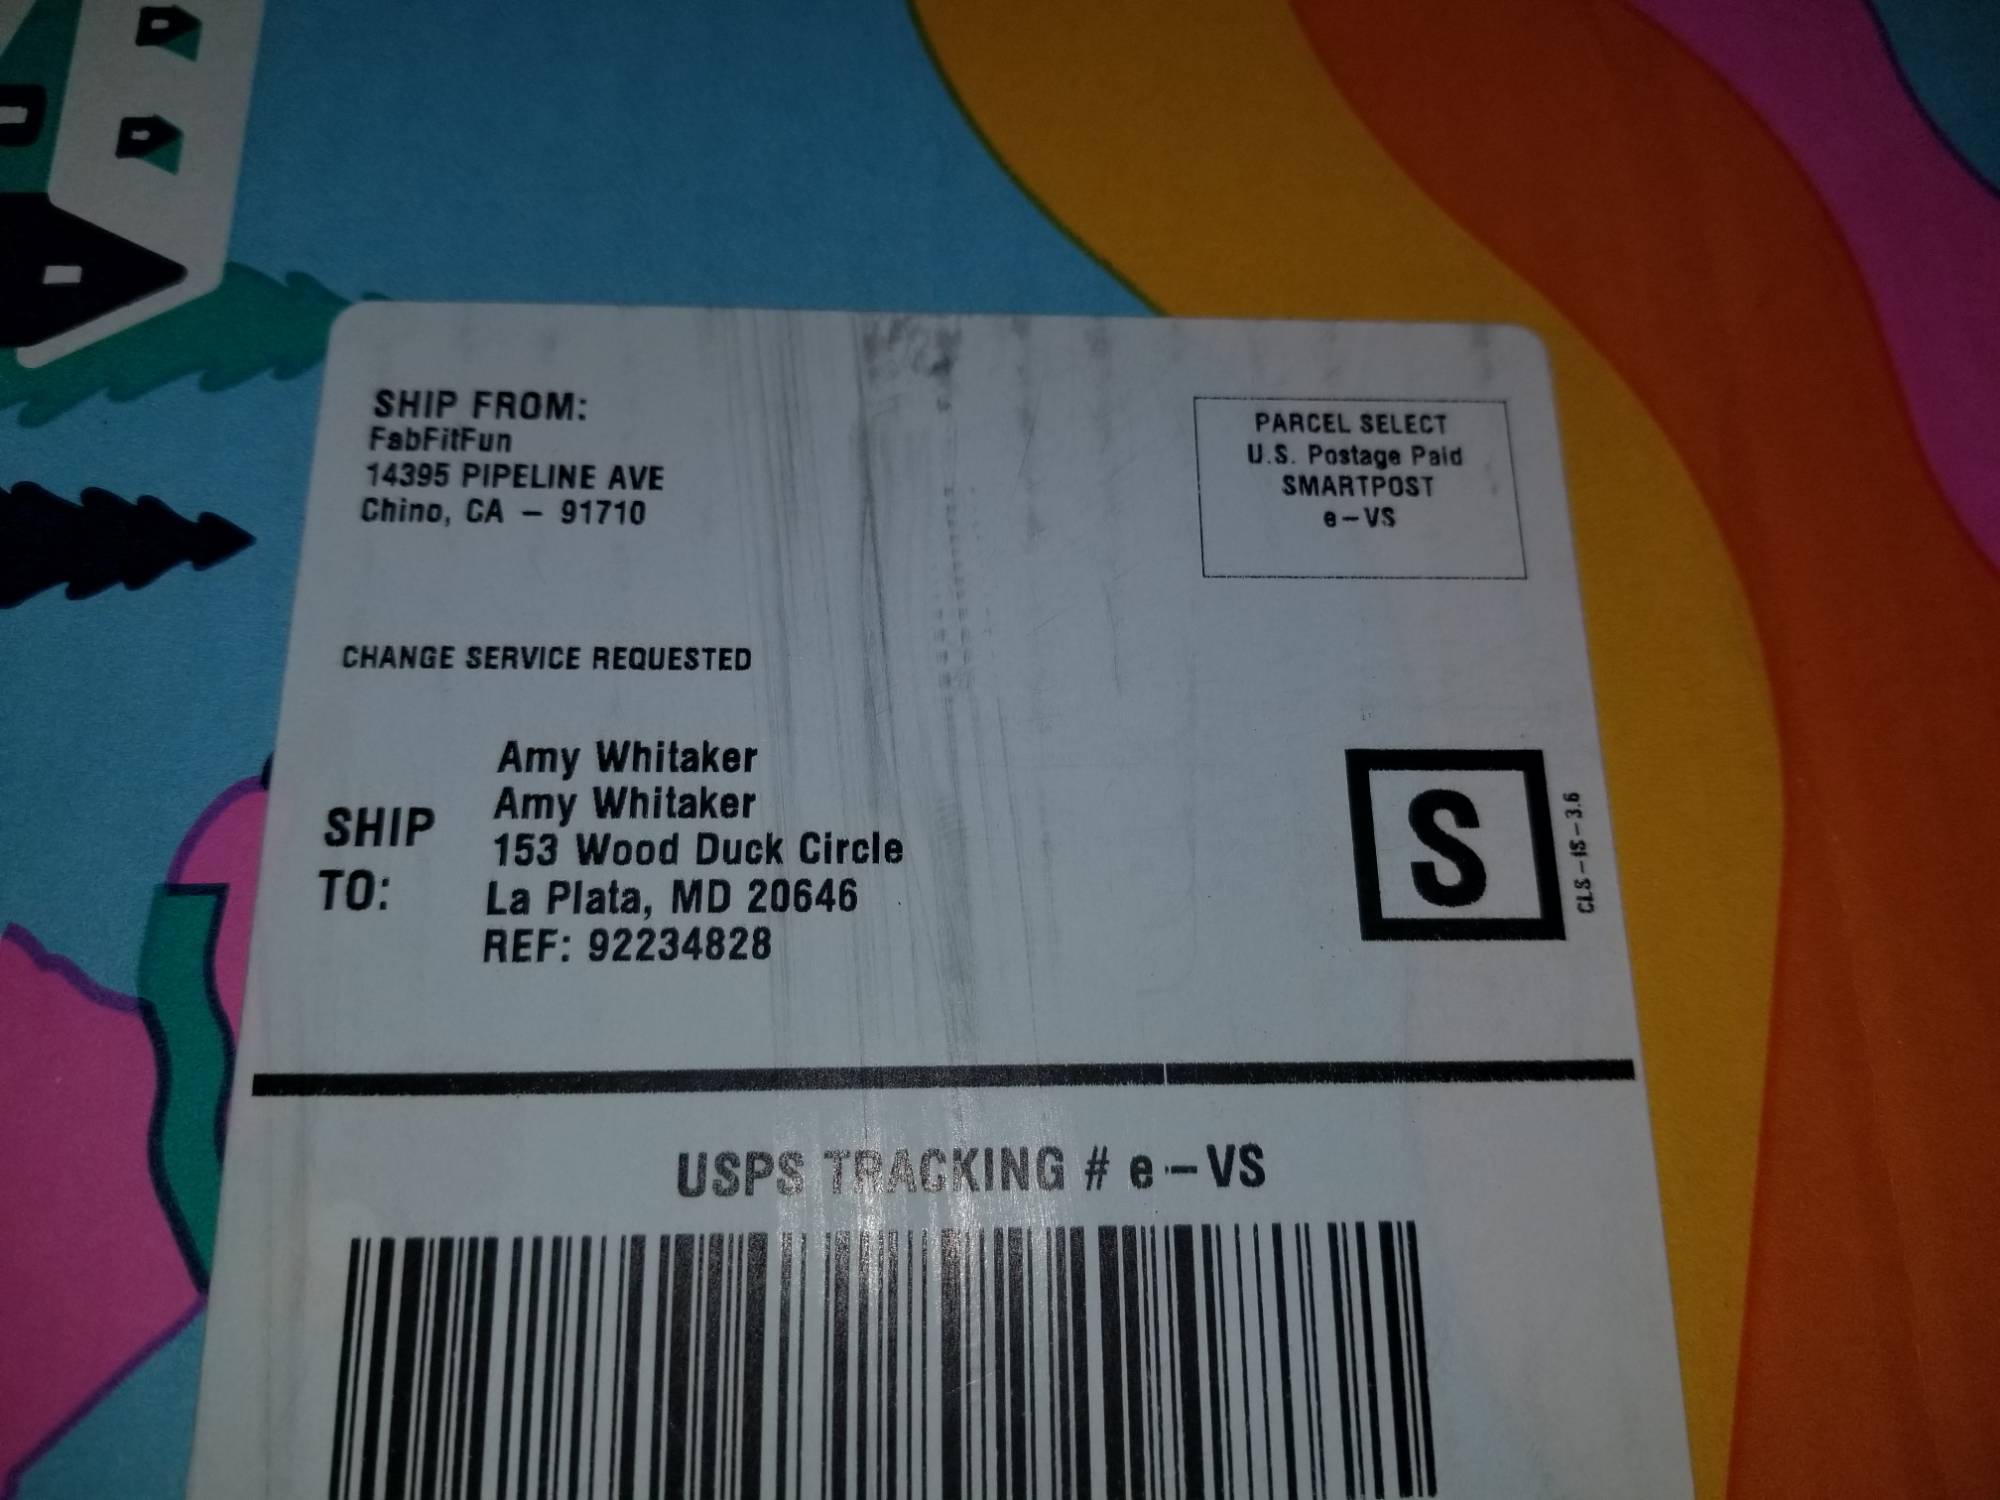 SHIP FROM:
FabFitFun
14395 PIPELINE AVE
Chino, CA – 91710
PARCEL SELECT
U.S. Postage Paid
SMARTPOST
e–VS
CHANGE SERVICE REQUESTED
SHIP TO:
Amy Whitaker
Amy Whitaker
153 Wood Duck Circle
La Plata, MD 20646
REF: 92234828
S
CLS–IS–3.6
USPS TRACKING # e–VS